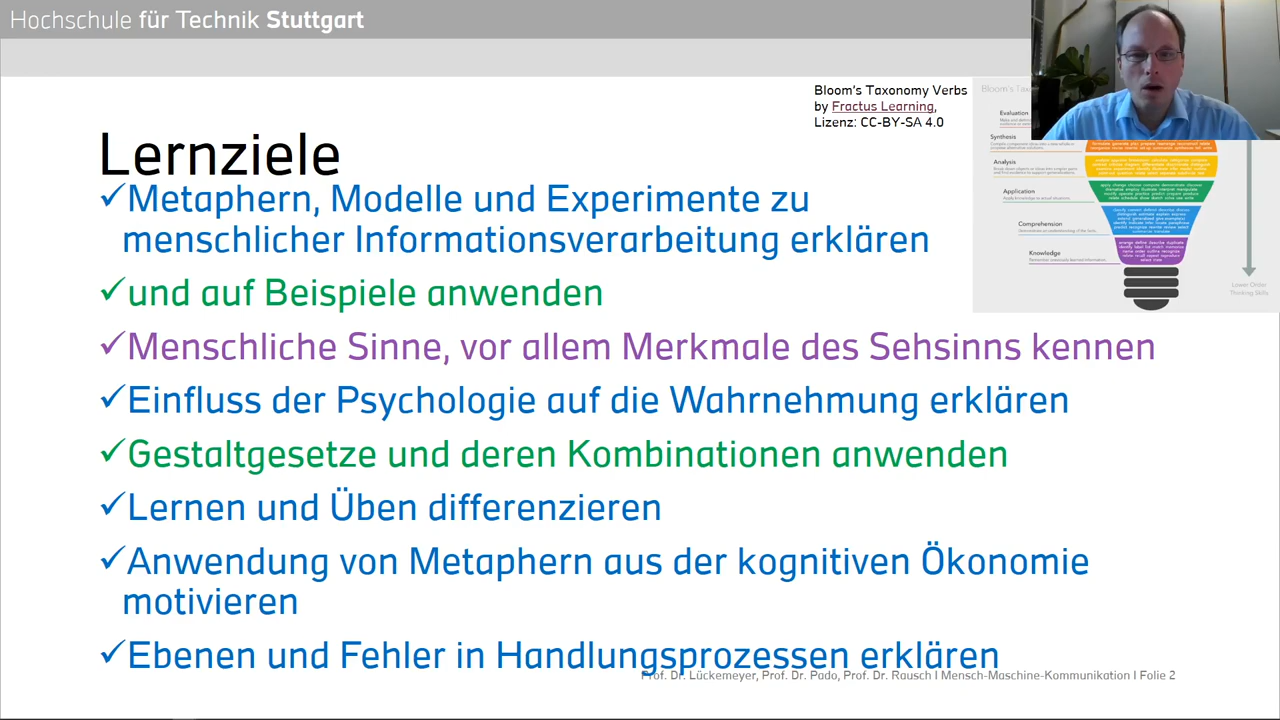 Hochschule für Technik Stuttgart
Bloom's Taxonomy Verbs
by Fractus Learning,
Lizenz: CC-BY-SA 4.0
Lernziele
✓Metaphern, Modelle und Experimente zu
menschlicher Informationsverarbeitung erklären
✓und auf Beispiele anwenden
✓Menschliche Sinne, vor allem Merkmale des Sehsinns kennen
✓Einfluss der Psychologie auf die Wahrnehmung erklären
✓Gestaltgesetze und deren Kombinationen anwenden
✓Lernen und Üben differenzieren
✓Anwendung von Metaphern aus der kognitiven Ökonomie
motivieren
✓Ebenen und Fehler in Handlungsprozessen erklären
Evaluation
Synthesis
Analysis
Application
Comprehension
Knowledge
Lower Order
Thinking Skills
Prof. Dr. Lückemeyer, Prof. Dr. Pado, Prof. Dr. Rausch I Mensch-Maschine-Kommunikation I Folie 2